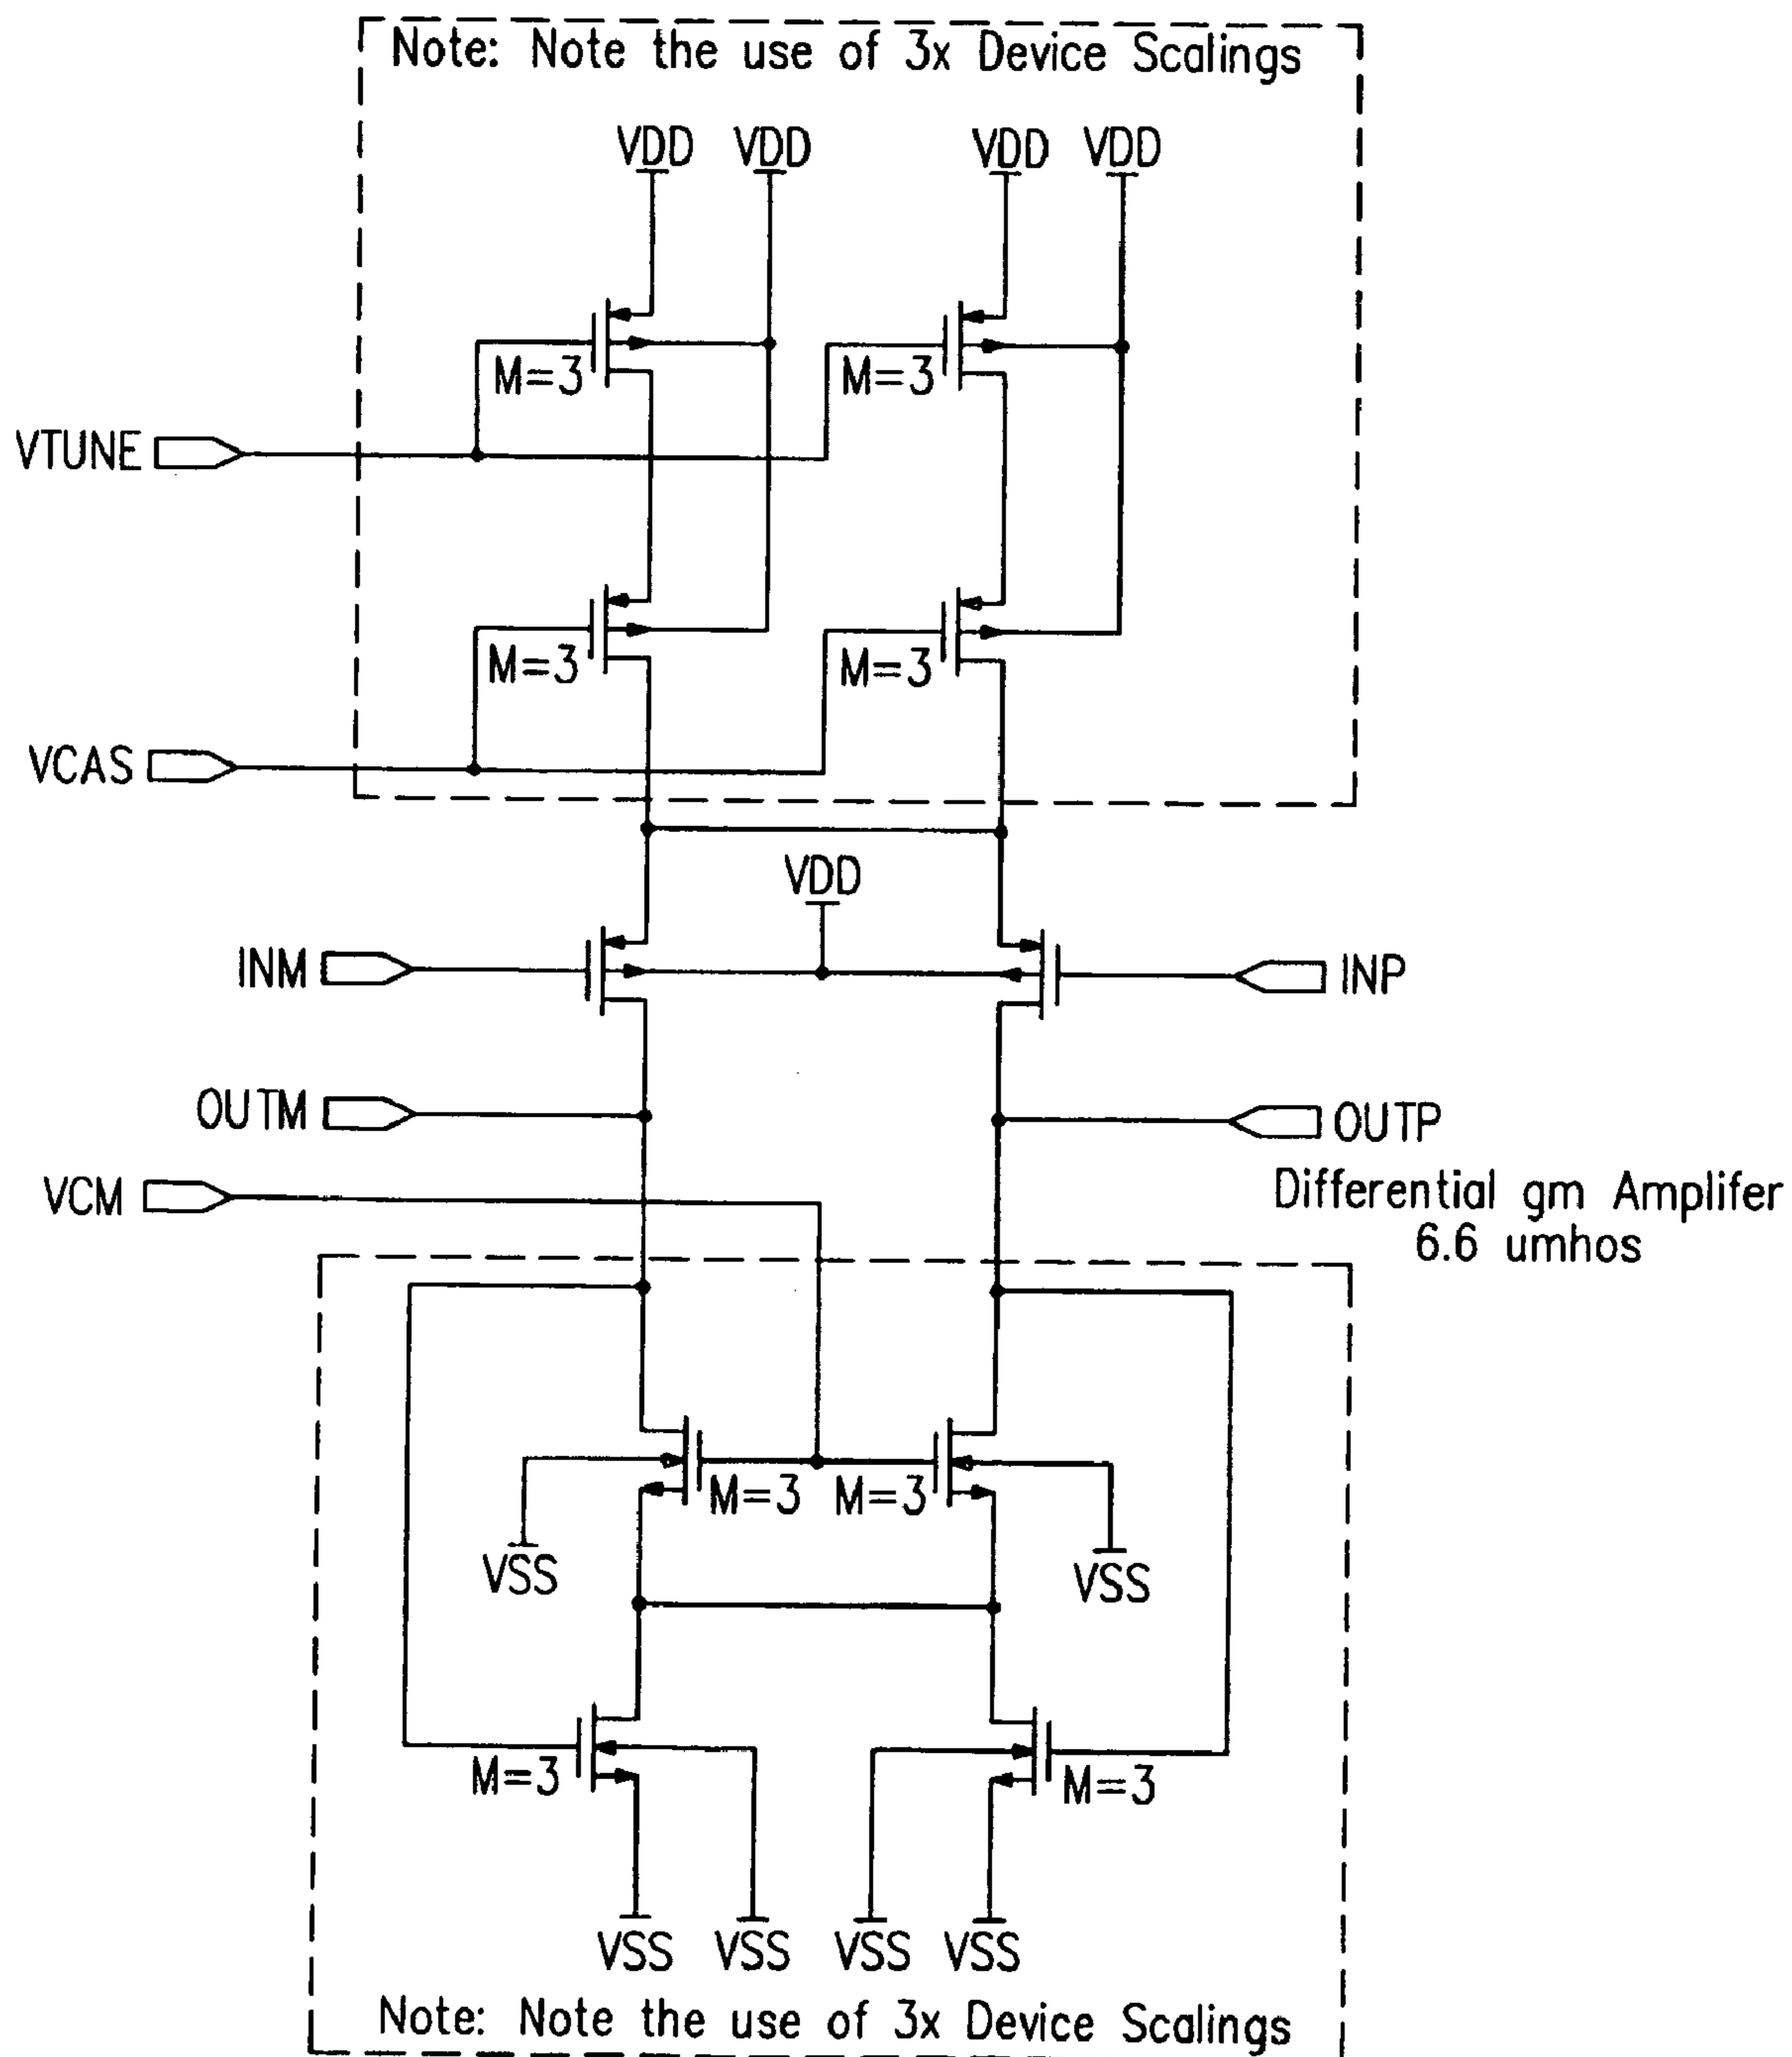 Note: Note the use of 3x Device Scalings
VDD VDD VDD VDD
M=3 M=3
VTUNE
M=3 M=3
VCAS
VDD
INM INP
OUTM OUTP
VCM
Differential gm Amplifer
6.6 umhos
M=3 M=3
VSS VSS
M=3 M=3
VSS VSS VSS VSS
Note: Note the use of 3x Device Scalings